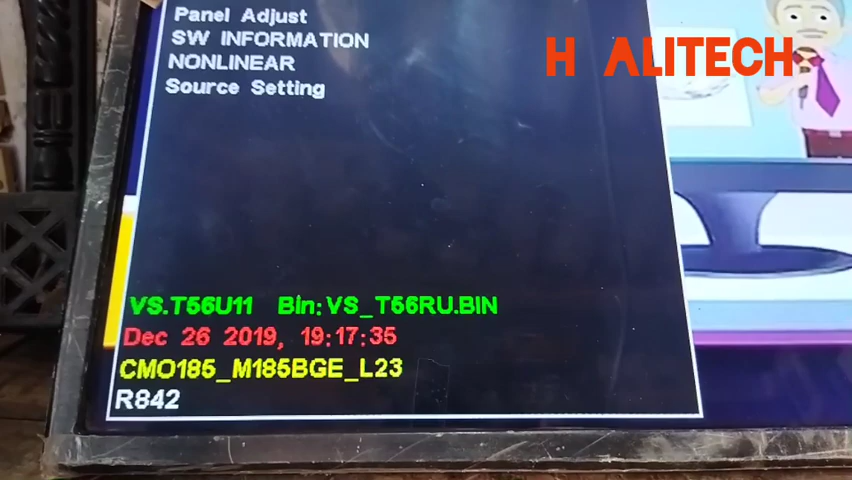 Panel Adjust
SW INFORMATION
H ALITECH
NONLINEAR
Source Setting
VS.T56U11 Bin:VS_T56RU.BIN
Dec 26 2019, 19:17:35
CMO185_M185BGE_L23
R842